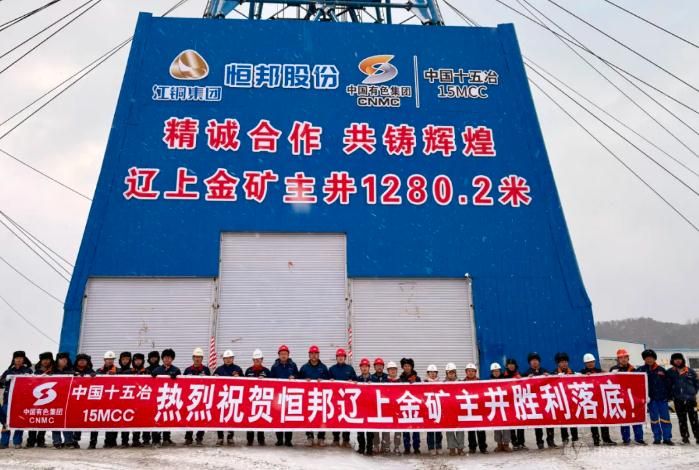 江铜集团 恒邦股份 中国有色集团 CNMC 中国十五冶 15MCC
精诚合作 共铸辉煌
辽上金矿主井1280.2米
中国有色集团 CNMC 中国十五冶 15MCC 热烈祝贺恒邦辽上金矿主井胜利落底！